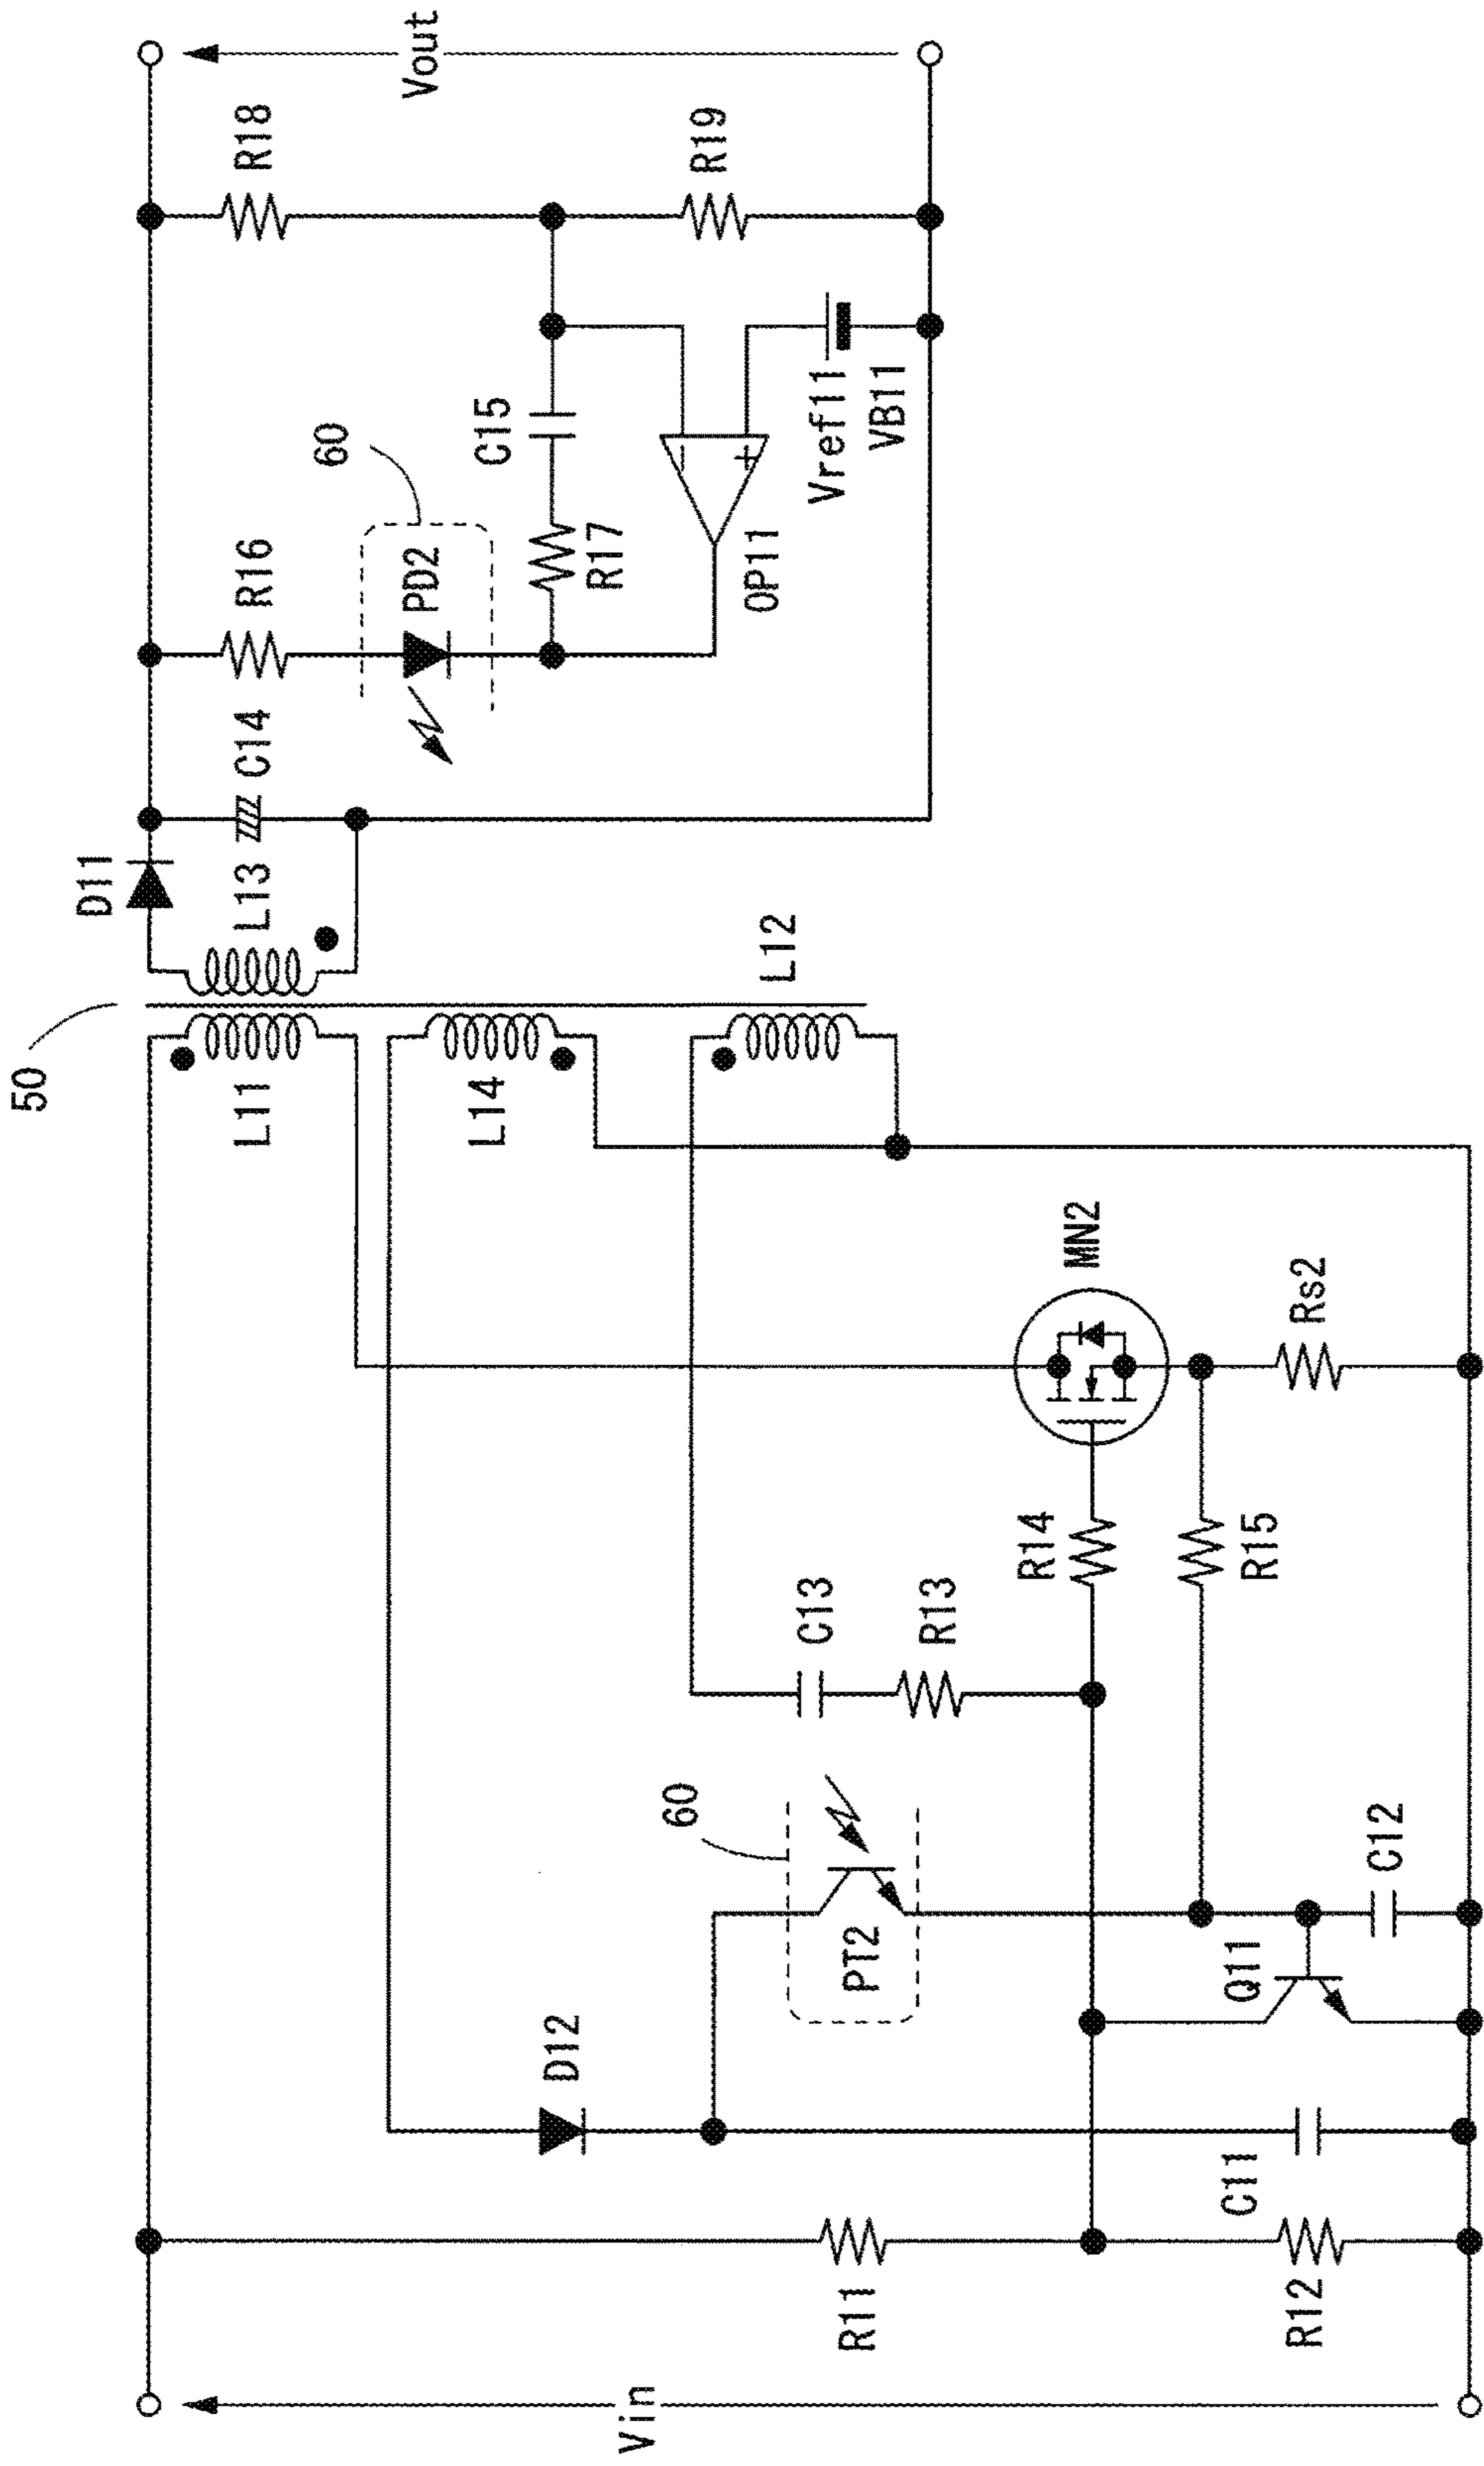 50
D11
L13
C14
R16
60
PD2
C15
R17
R18
R19
Vout
OP11
Vref11
VB11
L11
L14
L12
MN2
Rs2
R14
R15
C13
R13
60
PT2
C12
Q11
D12
C11
R11
R12
Vin